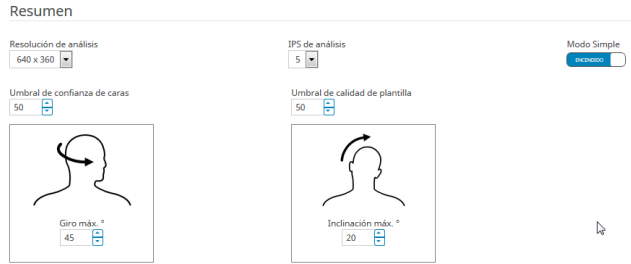 Resumen
Resolución de análisis
IPS de análisis
Modo Simple
640 x 360
5
ENCENDIDO
Umbral de confianza de caras
Umbral de calidad de plantilla
50
50
Giro máx. °
Inclinación máx. °
45
20